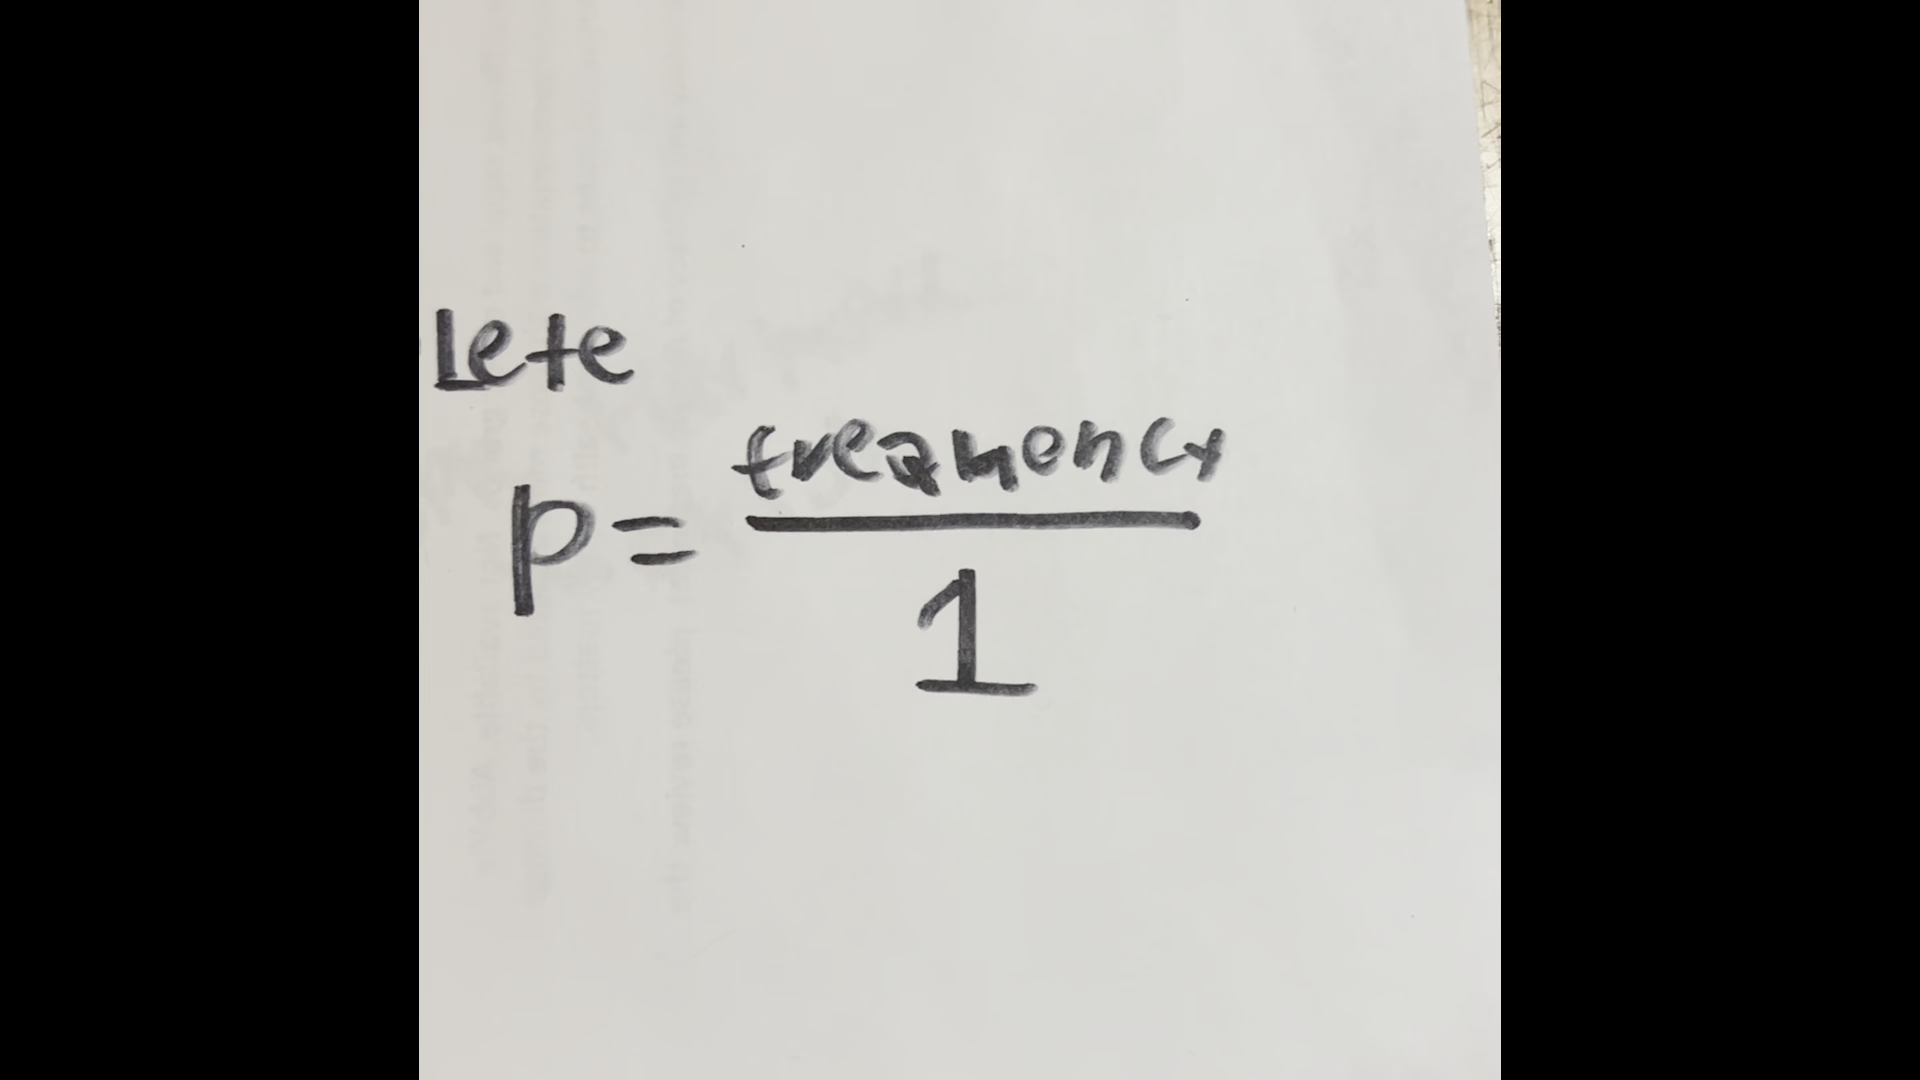 lete
p = frequency
1